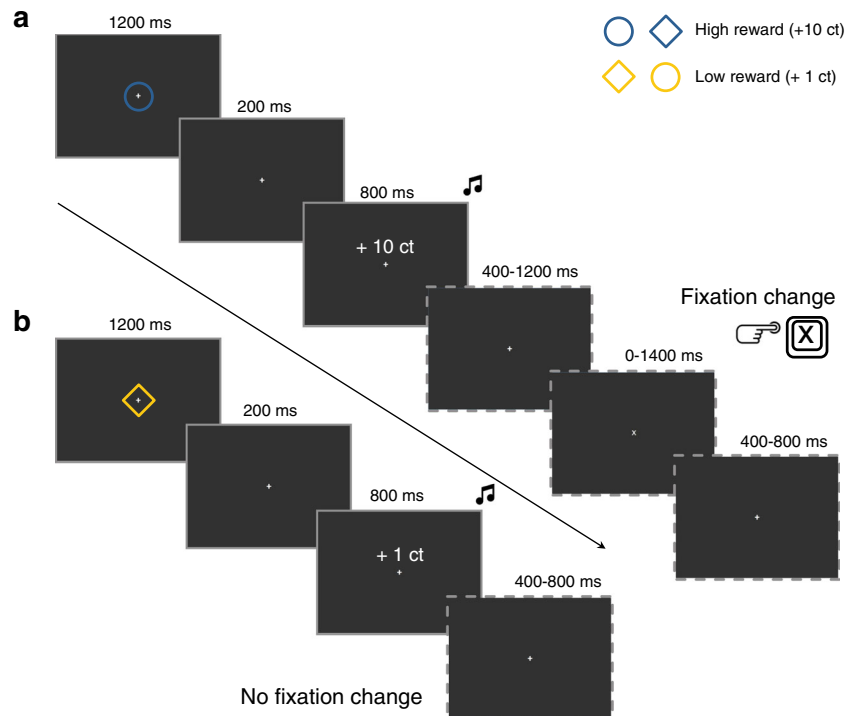 a
1200 ms
High reward (+10 ct)
Low reward (+ 1 ct)
200 ms
800 ms
+ 10 ct
400-1200 ms
Fixation change
X
0-1400 ms
x
400-800 ms
b
1200 ms
200 ms
800 ms
+ 1 ct
400-800 ms
No fixation change